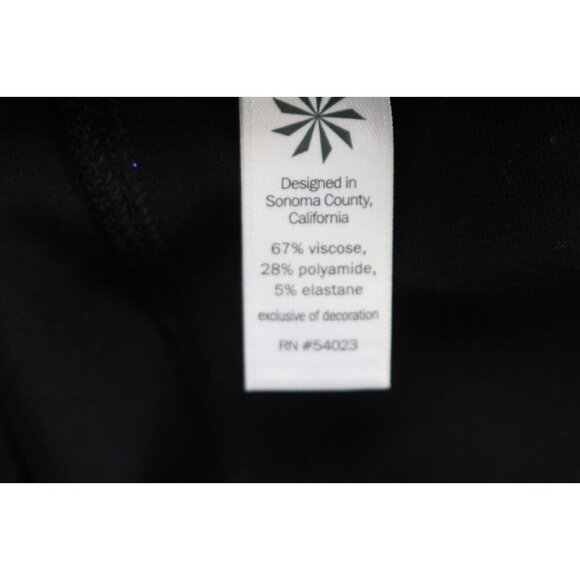 Designed in
Sonoma County,
California
67% viscose,
28% polyamide,
5% elastane
exclusive of decoration
RN #54023